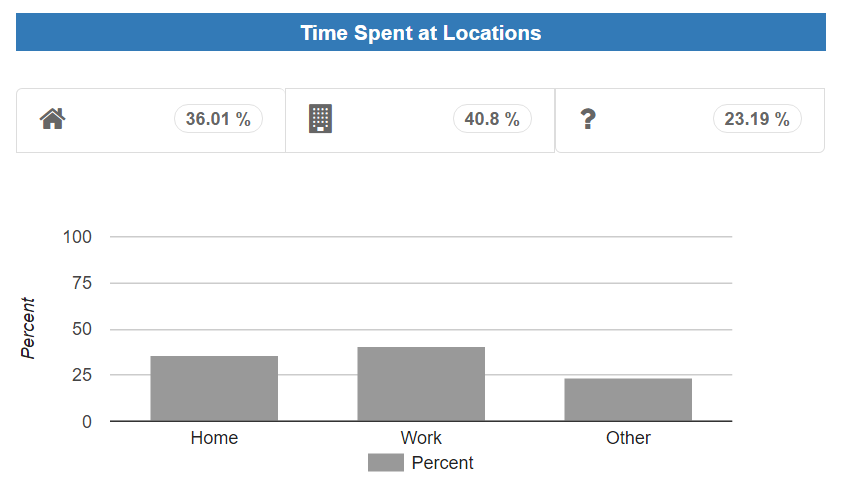 Time Spent at Locations
36.01 %
40.8 %
? 23.19 %
100
75
50
25
0
Percent
Home Work Other
Percent